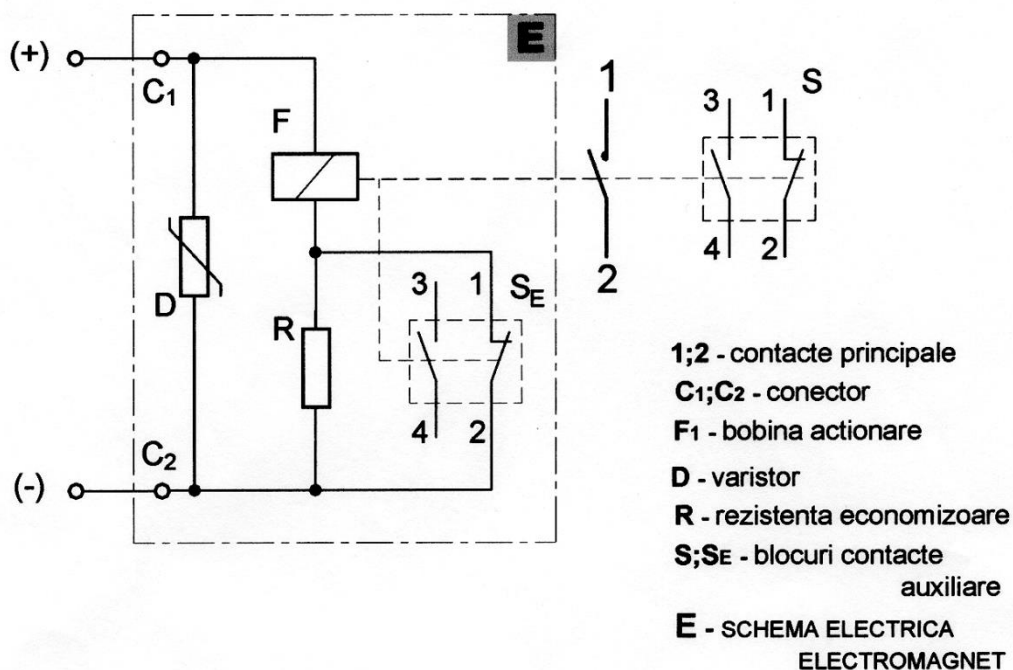 E
(+)
C1
F
1
2
3 1 S
4 2
D
R
3 1 SE
4 2
C2
(-)
1;2 - contacte principale
C1;C2 - conector
F1 - bobina actionare
D - varistor
R - rezistenta economizoare
S;SE - blocuri contacte
auxiliare
E - SCHEMA ELECTRICA
ELECTROMAGNET